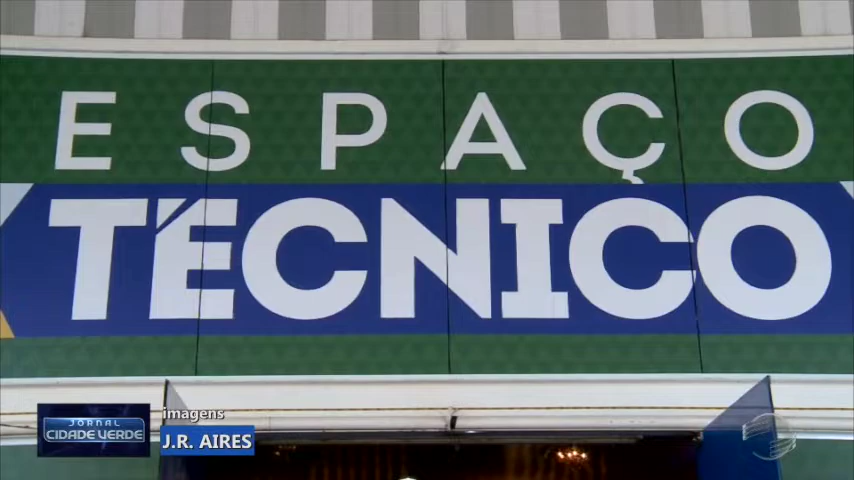 ESPAÇO
TÉCNICO
JORNAL
CIDADE VERDE
imagens
J.R. AIRES